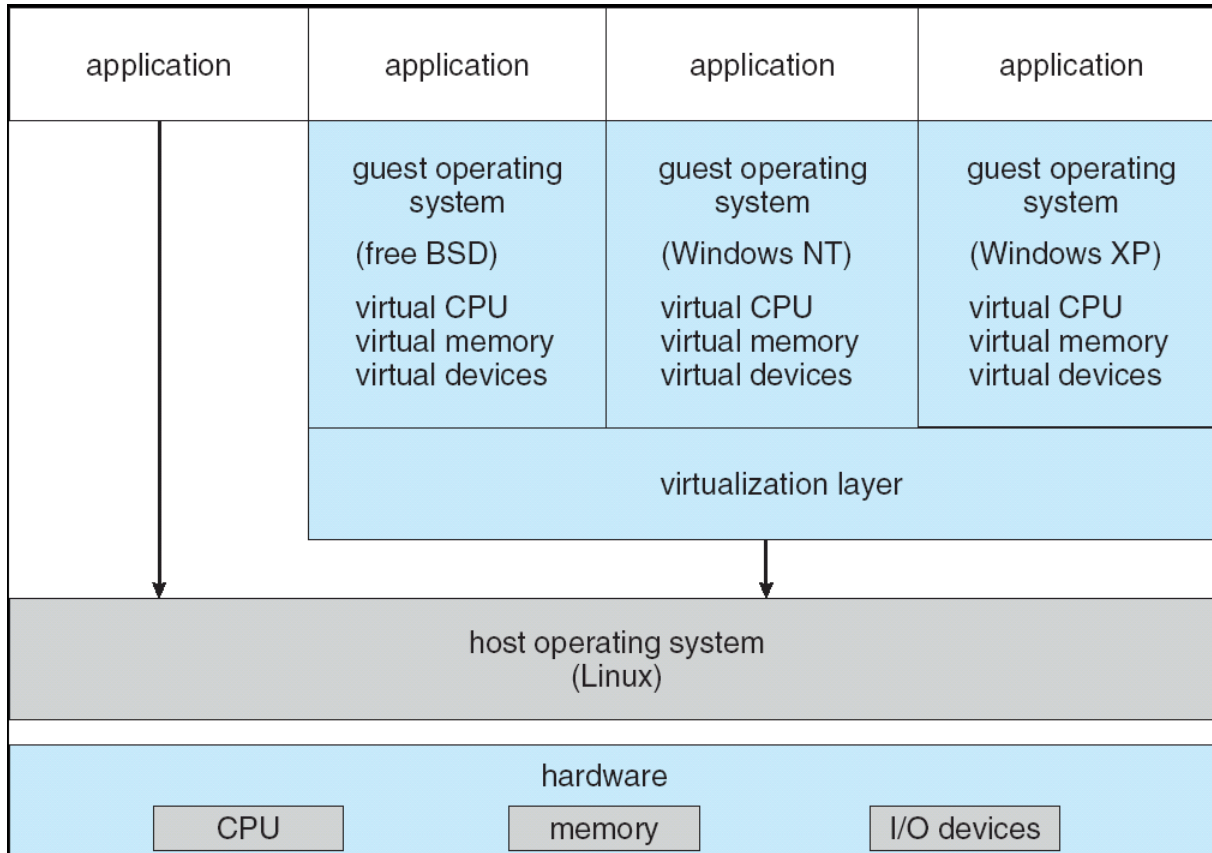 application
application
application
application
guest operating
system
(free BSD)
virtual CPU
virtual memory
virtual devices
guest operating
system
(Windows NT)
virtual CPU
virtual memory
virtual devices
guest operating
system
(Windows XP)
virtual CPU
virtual memory
virtual devices
virtualization layer
host operating system
(Linux)
hardware
CPU
memory
I/O devices